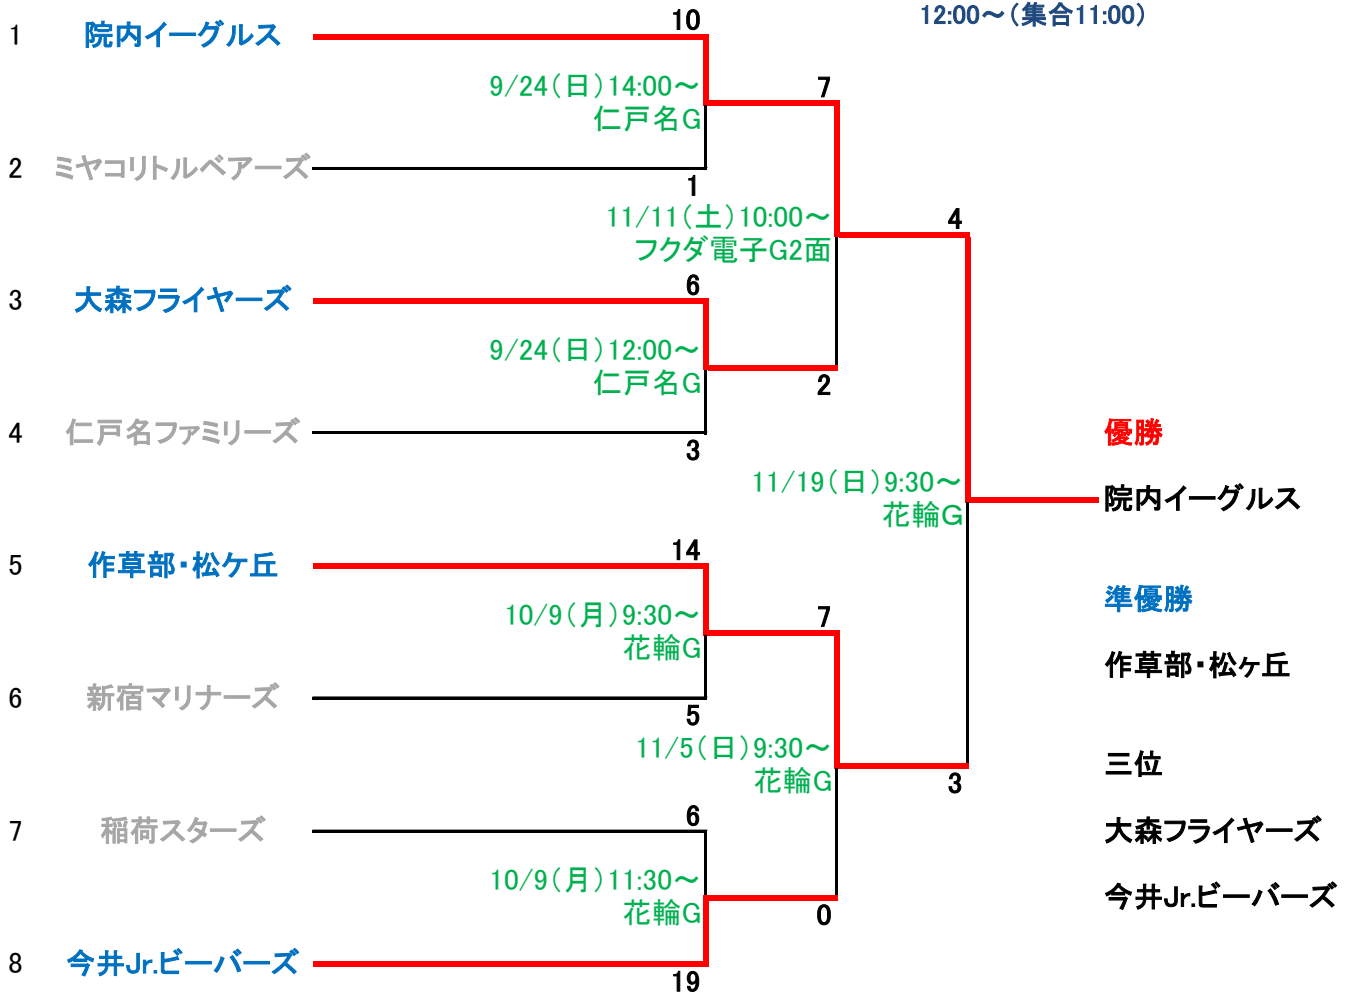 12:00～（集合11:00）
10
1 院内イーグルス
9/24（日）14:00～
仁戸名G
7
2 ミヤコリトルベアーズ
1
11/11（土）10:00～
フクダ電子G2面
4
3 大森フライヤーズ
6
9/24（日）12:00～
仁戸名G
2
4 仁戸名ファミリーズ
3
優勝
11/19（日）9:30～
花輪G
院内イーグルス
14
5 作草部・松ケ丘
10/9（月）9:30～
花輪G
7
準優勝
作草部・松ヶ丘
6 新宿マリナーズ
5
11/5（日）9:30～
花輪G
3
三位
6
7 稲荷スターズ
大森フライヤーズ
10/9（月）11:30～
花輪G
0
今井Jr.ビーバーズ
8 今井Jr.ビーバーズ
19